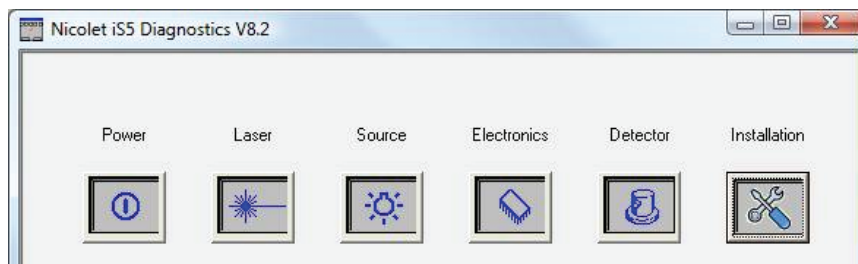 Nicolet iS5 Diagnostics V8.2
Power Laser Source Electronics Detector Installation